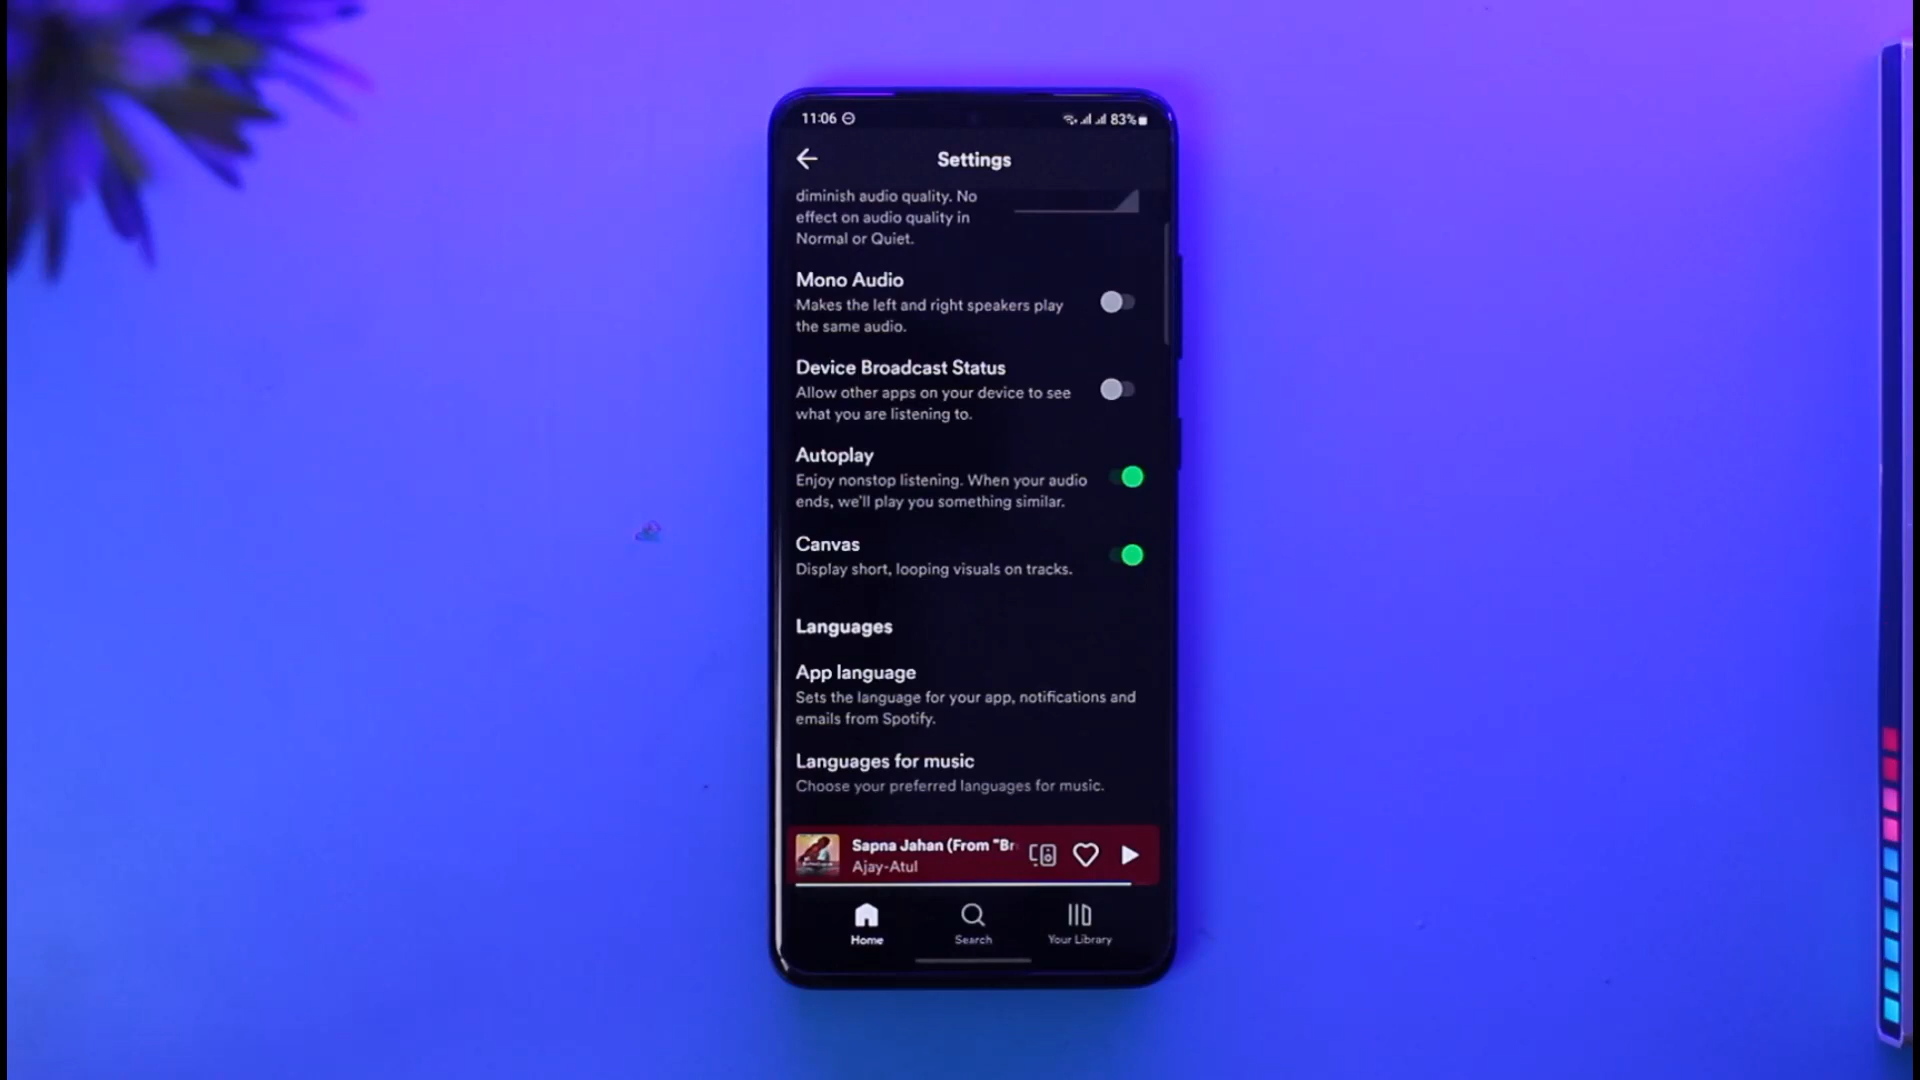 11:06
83%
Settings
diminish audio quality. No
effect on audio quality in
Normal or Quiet.
Mono Audio
Makes the left and right speakers play
the same audio.
Device Broadcast Status
Allow other apps on your device to see
what you are listening to.
Autoplay
Enjoy nonstop listening. When your audio
ends, we'll play you something similar.
Canvas
Display short, looping visuals on tracks.
Languages
App language
Sets the language for your app, notifications and
emails from Spotify.
Languages for music
Choose your preferred languages for music.
Sapna Jahan (From "Br
Ajay-Atul
Home
Search
Your Library